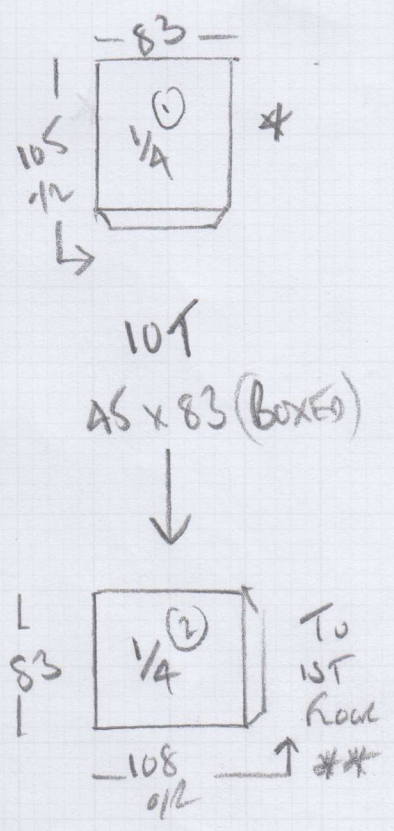 83
1
1/4
*
105
o/R
10T
45 x 83 (BOXED)
2
1/4
83
To
1ST
FLOOR
**
108
o/R